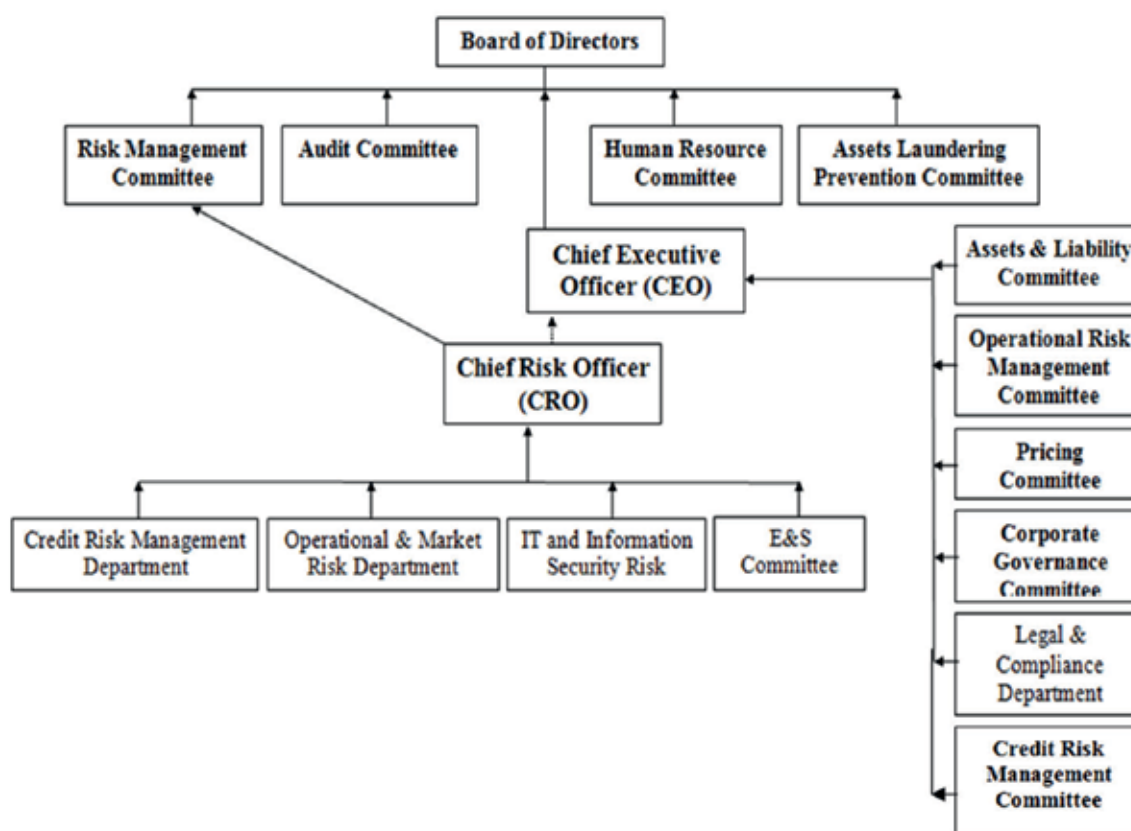 Board of Directors
Risk Management
Committee
Audit Committee
Human Resource
Committee
Assets Laundering
Prevention Committee
Chief Executive
Officer (CEO)
Assets & Liability
Committee
Operational Risk
Management
Committee
Chief Risk Officer
(CRO)
Pricing
Committee
Credit Risk Management
Department
Operational & Market
Risk Department
IT and Information
Security Risk
E&S
Committee
Corporate
Governance
Committee
Legal &
Compliance
Department
Credit Risk
Management
Committee